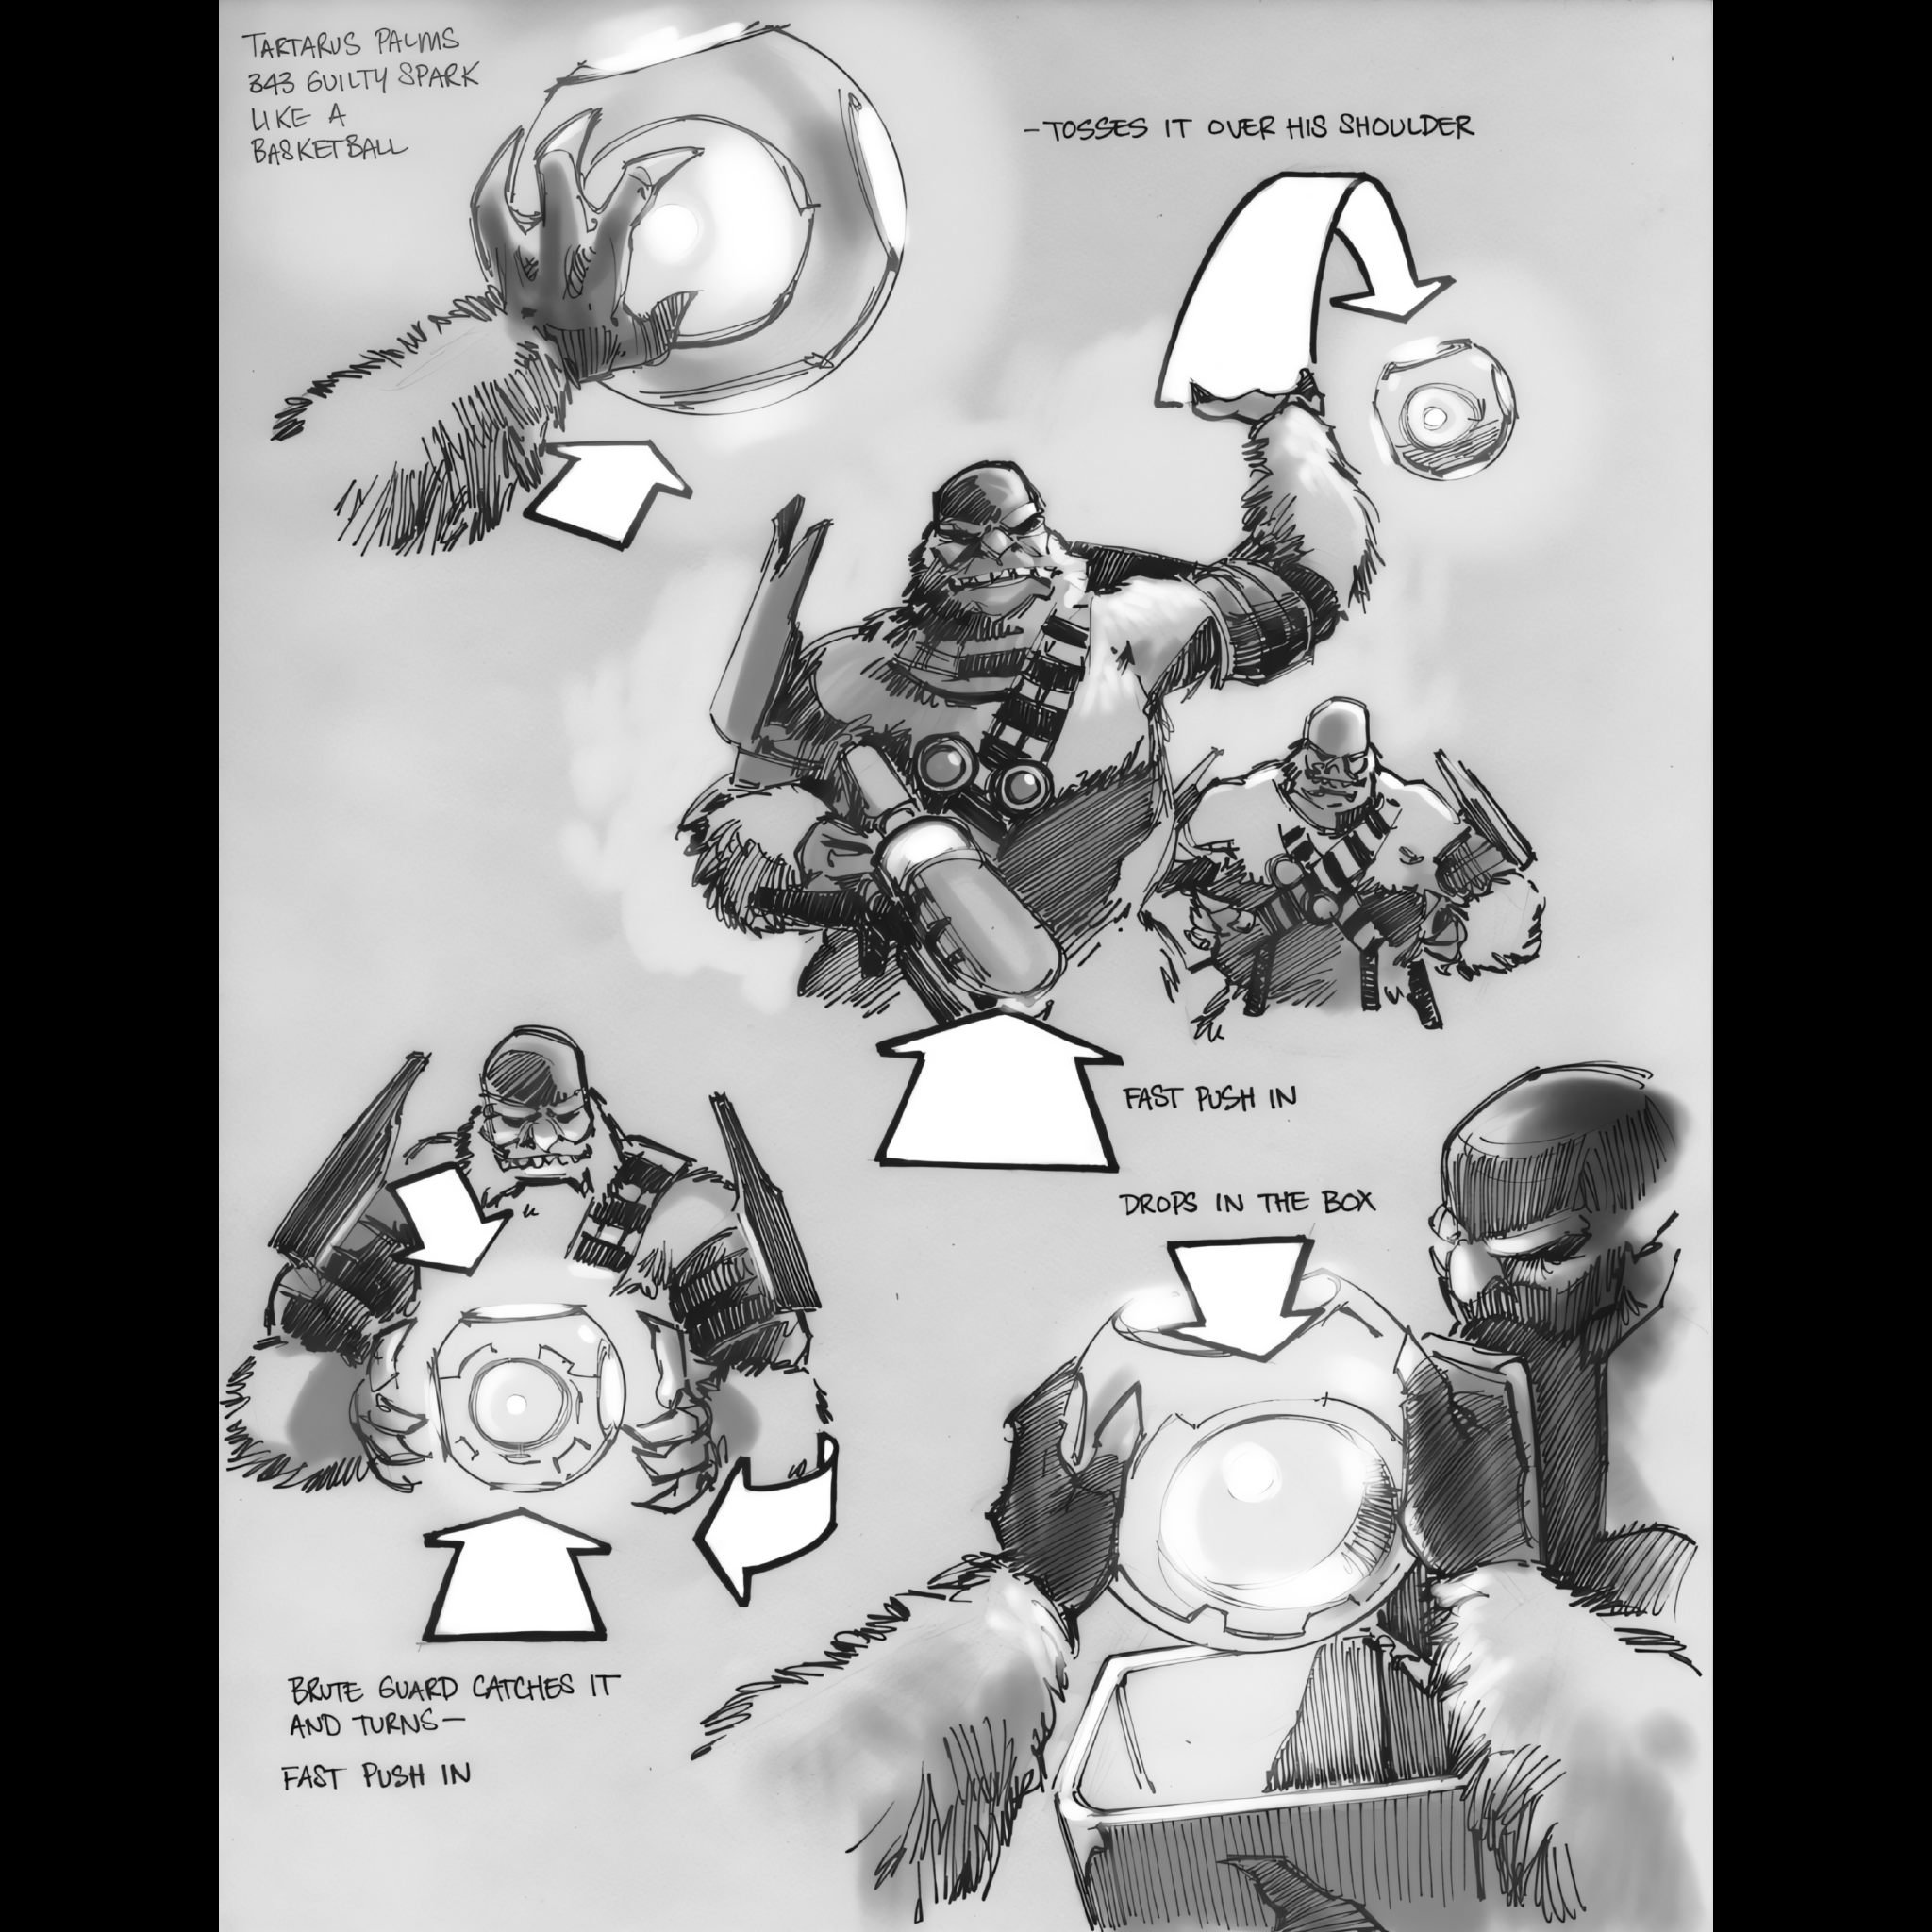 TARTARUS PALMS
343 GUILTY SPARK
LIKE A
BASKETBALL
-TOSSES IT OVER HIS SHOULDER
FAST PUSH IN
BRUTE GUARD CATCHES IT
AND TURNS-
FAST PUSH IN
DROPS IN THE BOX